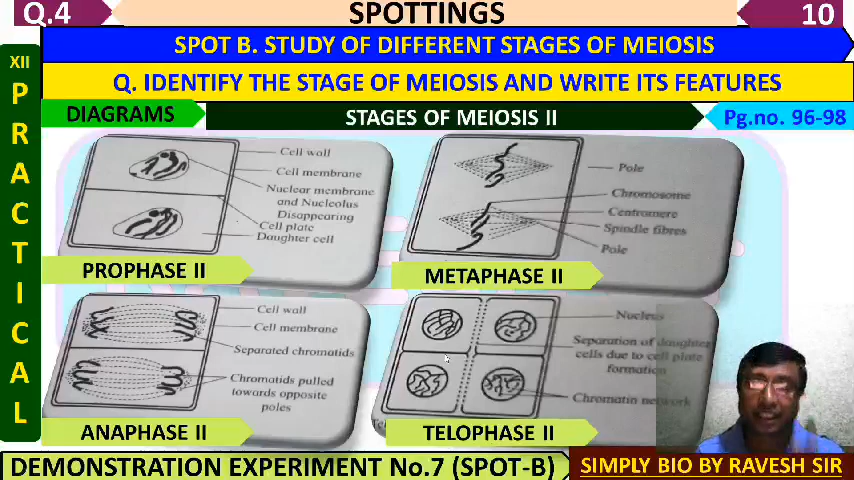 Q.4
SPOTTINGS
10
SPOT B. STUDY OF DIFFERENT STAGES OF MEIOSIS
Q. IDENTIFY THE STAGE OF MEIOSIS AND WRITE ITS FEATURES
XII
PRACTICAL
DIAGRAMS
STAGES OF MEIOSIS II
Pg.no. 96-98
Cell wall
Cell membrane
Nuclear membrane
and Nucleolus
Disappearing
Cell plate
Daughter cell
PROPHASE II
Pole
Chromosome
Centromere
Spindle fibres
Pole
METAPHASE II
Cell wall
Cell membrane
Separated chromatids
Chromatids pulled
towards opposite
poles
ANAPHASE II
Nucleus
Separation of daughter
cells due to cell plate
formation
Chromatin network
TELOPHASE II
DEMONSTRATION EXPERIMENT No.7 (SPOT-B)
SIMPLY BIO BY RAVESH SIR